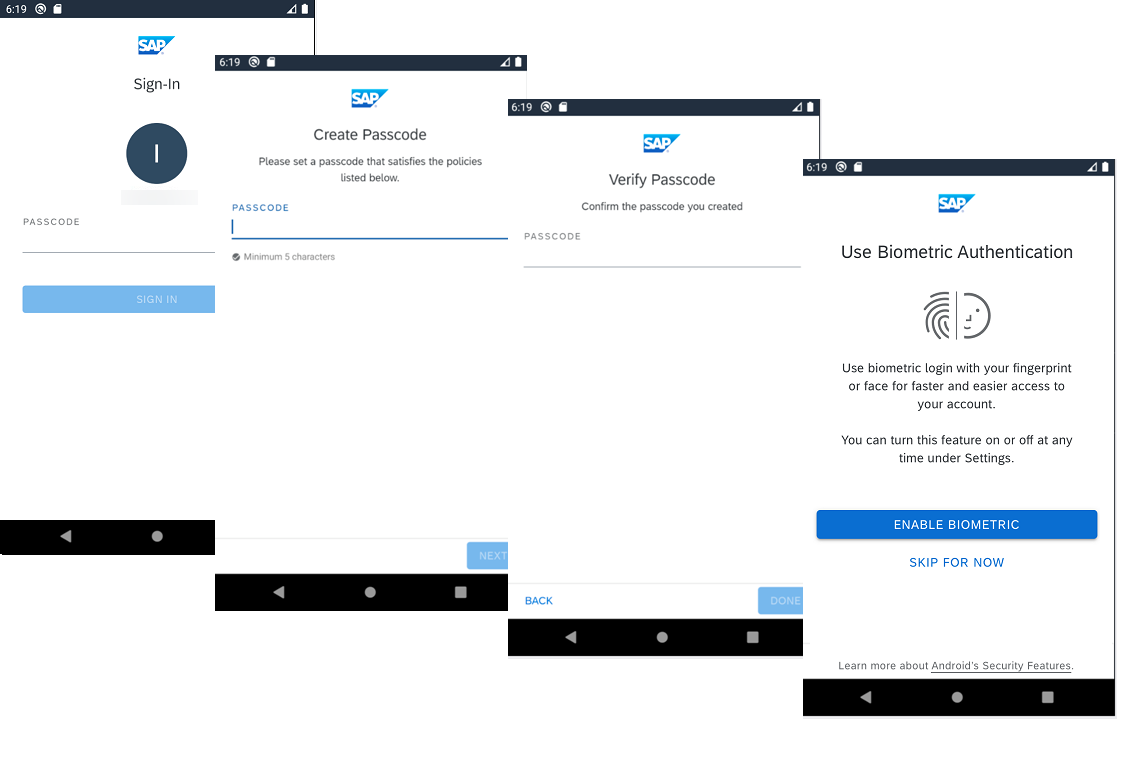 6:19
SAP
Sign-In
I
PASSCODE
SIGN IN
6:19
SAP
Create Passcode
Please set a passcode that satisfies the policies
listed below.
PASSCODE
Minimum 5 characters
NEXT
6:19
SAP
Verify Passcode
Confirm the passcode you created
PASSCODE
BACK
DONE
6:19
SAP
Use Biometric Authentication
Use biometric login with your fingerprint
or face for faster and easier access to
your account.
You can turn this feature on or off at any
time under Settings.
ENABLE BIOMETRIC
SKIP FOR NOW
Learn more about Android's Security Features.